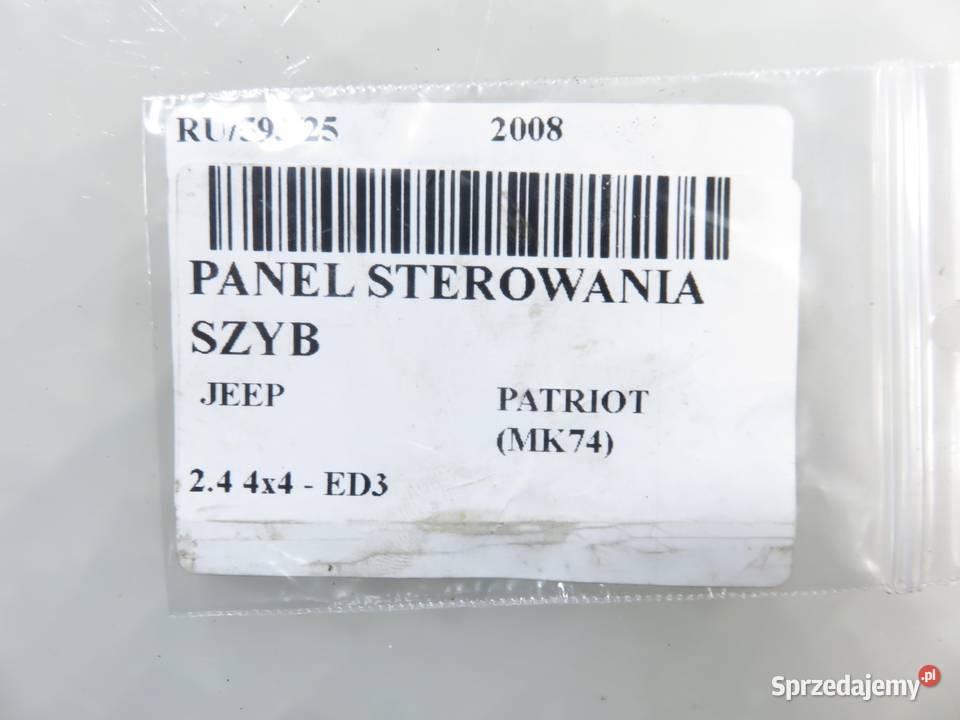 2008
PANEL STEROWANIA
SZYB
JEEP PATRIOT
(MK74)
2.4 4x4 - ED3
Sprzedajemy.pl